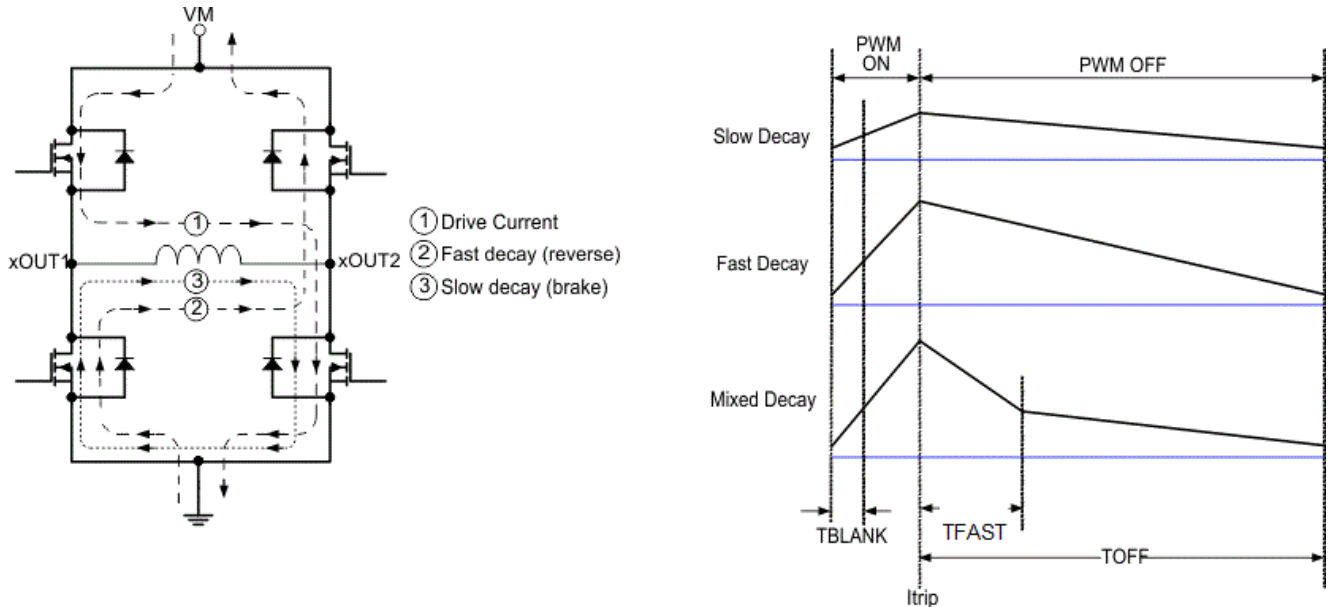 VM
xOUT1
xOUT2
1
3
2
1 Drive Current
2 Fast decay (reverse)
3 Slow decay (brake)
PWM
ON
PWM OFF
Slow Decay
Fast Decay
Mixed Decay
TBLANK
TFAST
TOFF
Itrip